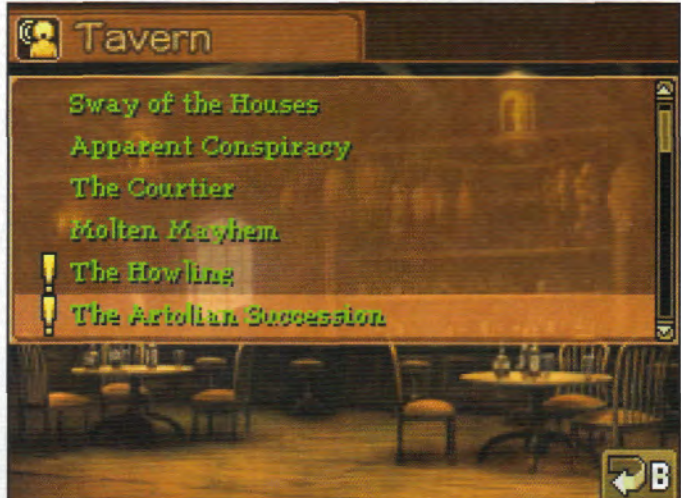 Tavern
Sway of the Houses
Apparent Conspiracy
The Courtier
Molten Mayhem
The Howling
The Artolian Succession
B